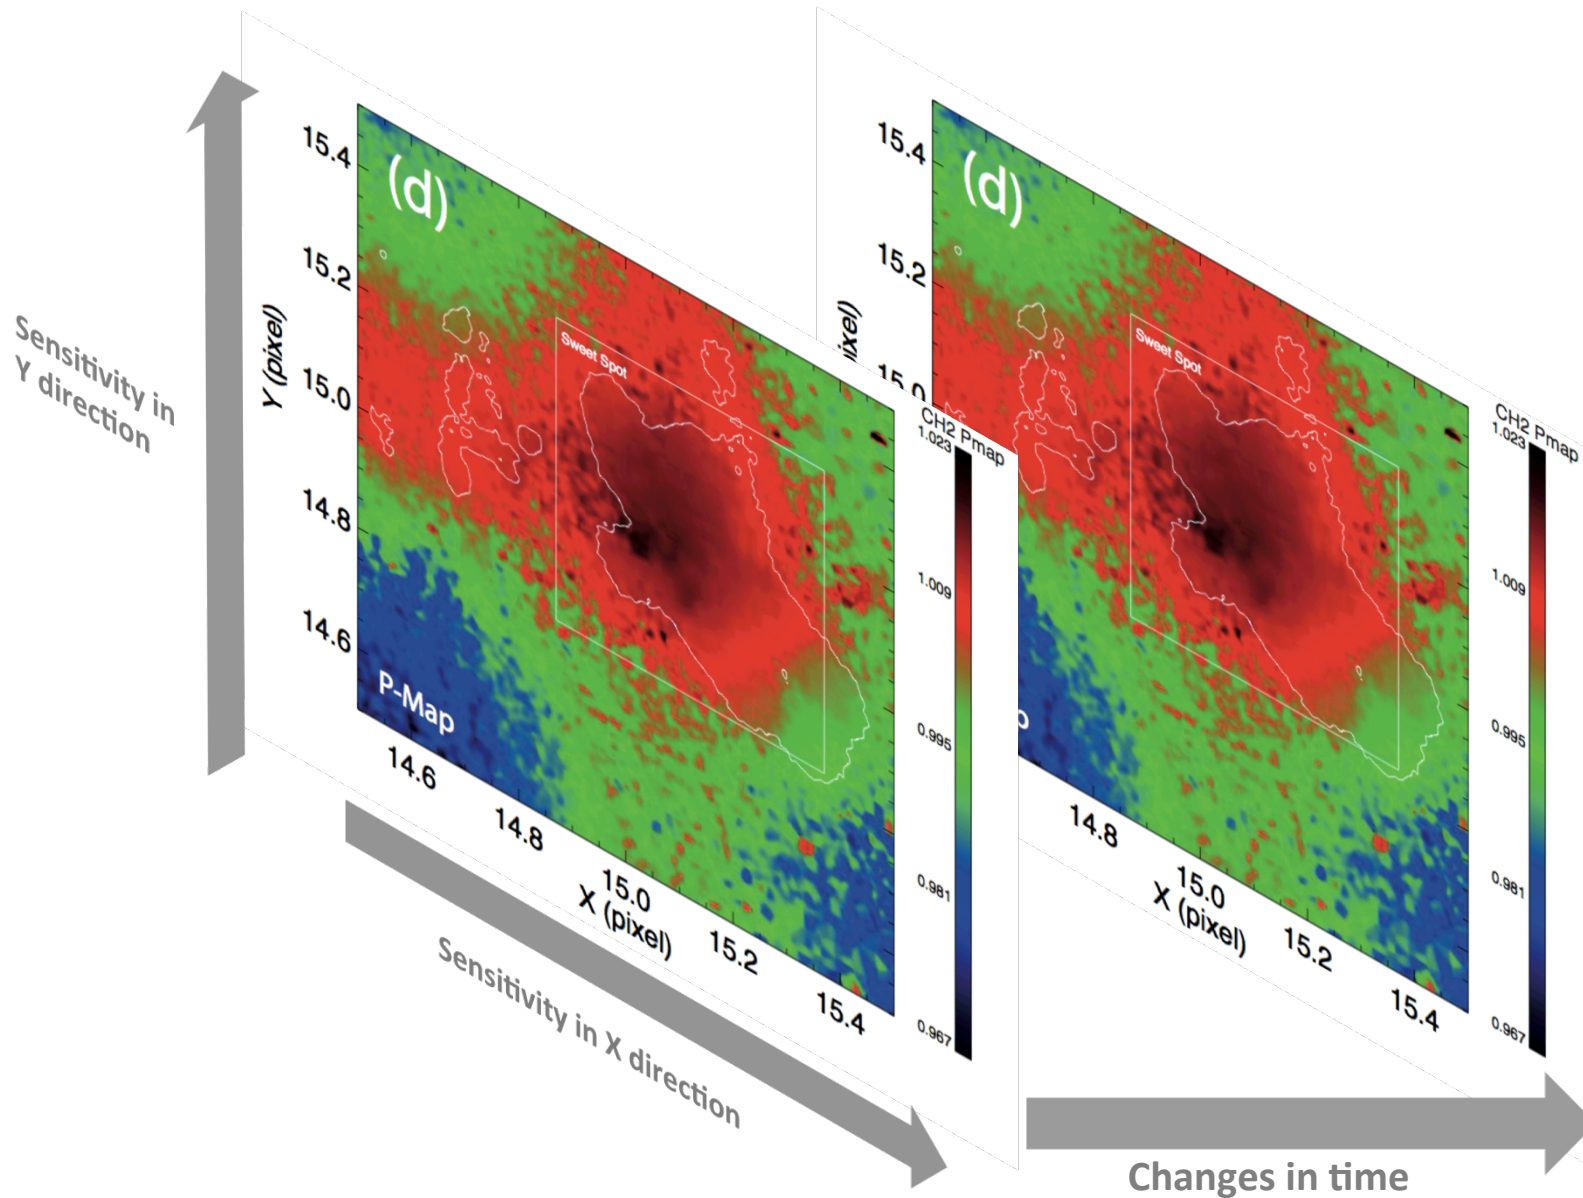 Sensitivity in
Y direction
Y (pixel)
15.4
15.2
15.0
14.8
14.6
(d)
Sweet Spot
P-Map
14.6
14.8
15.0
15.2
15.4
X (pixel)
Sensitivity in X direction
CH2 Pmap
1.023
1.009
0.995
0.981
0.967
ixel)
15.4
15.2
15.0
(d)
Sweet Spot
p
14.8
15.0
15.2
15.4
X (pixel)
CH2 Pmap
1.023
1.009
0.995
0.981
0.967
Changes in time